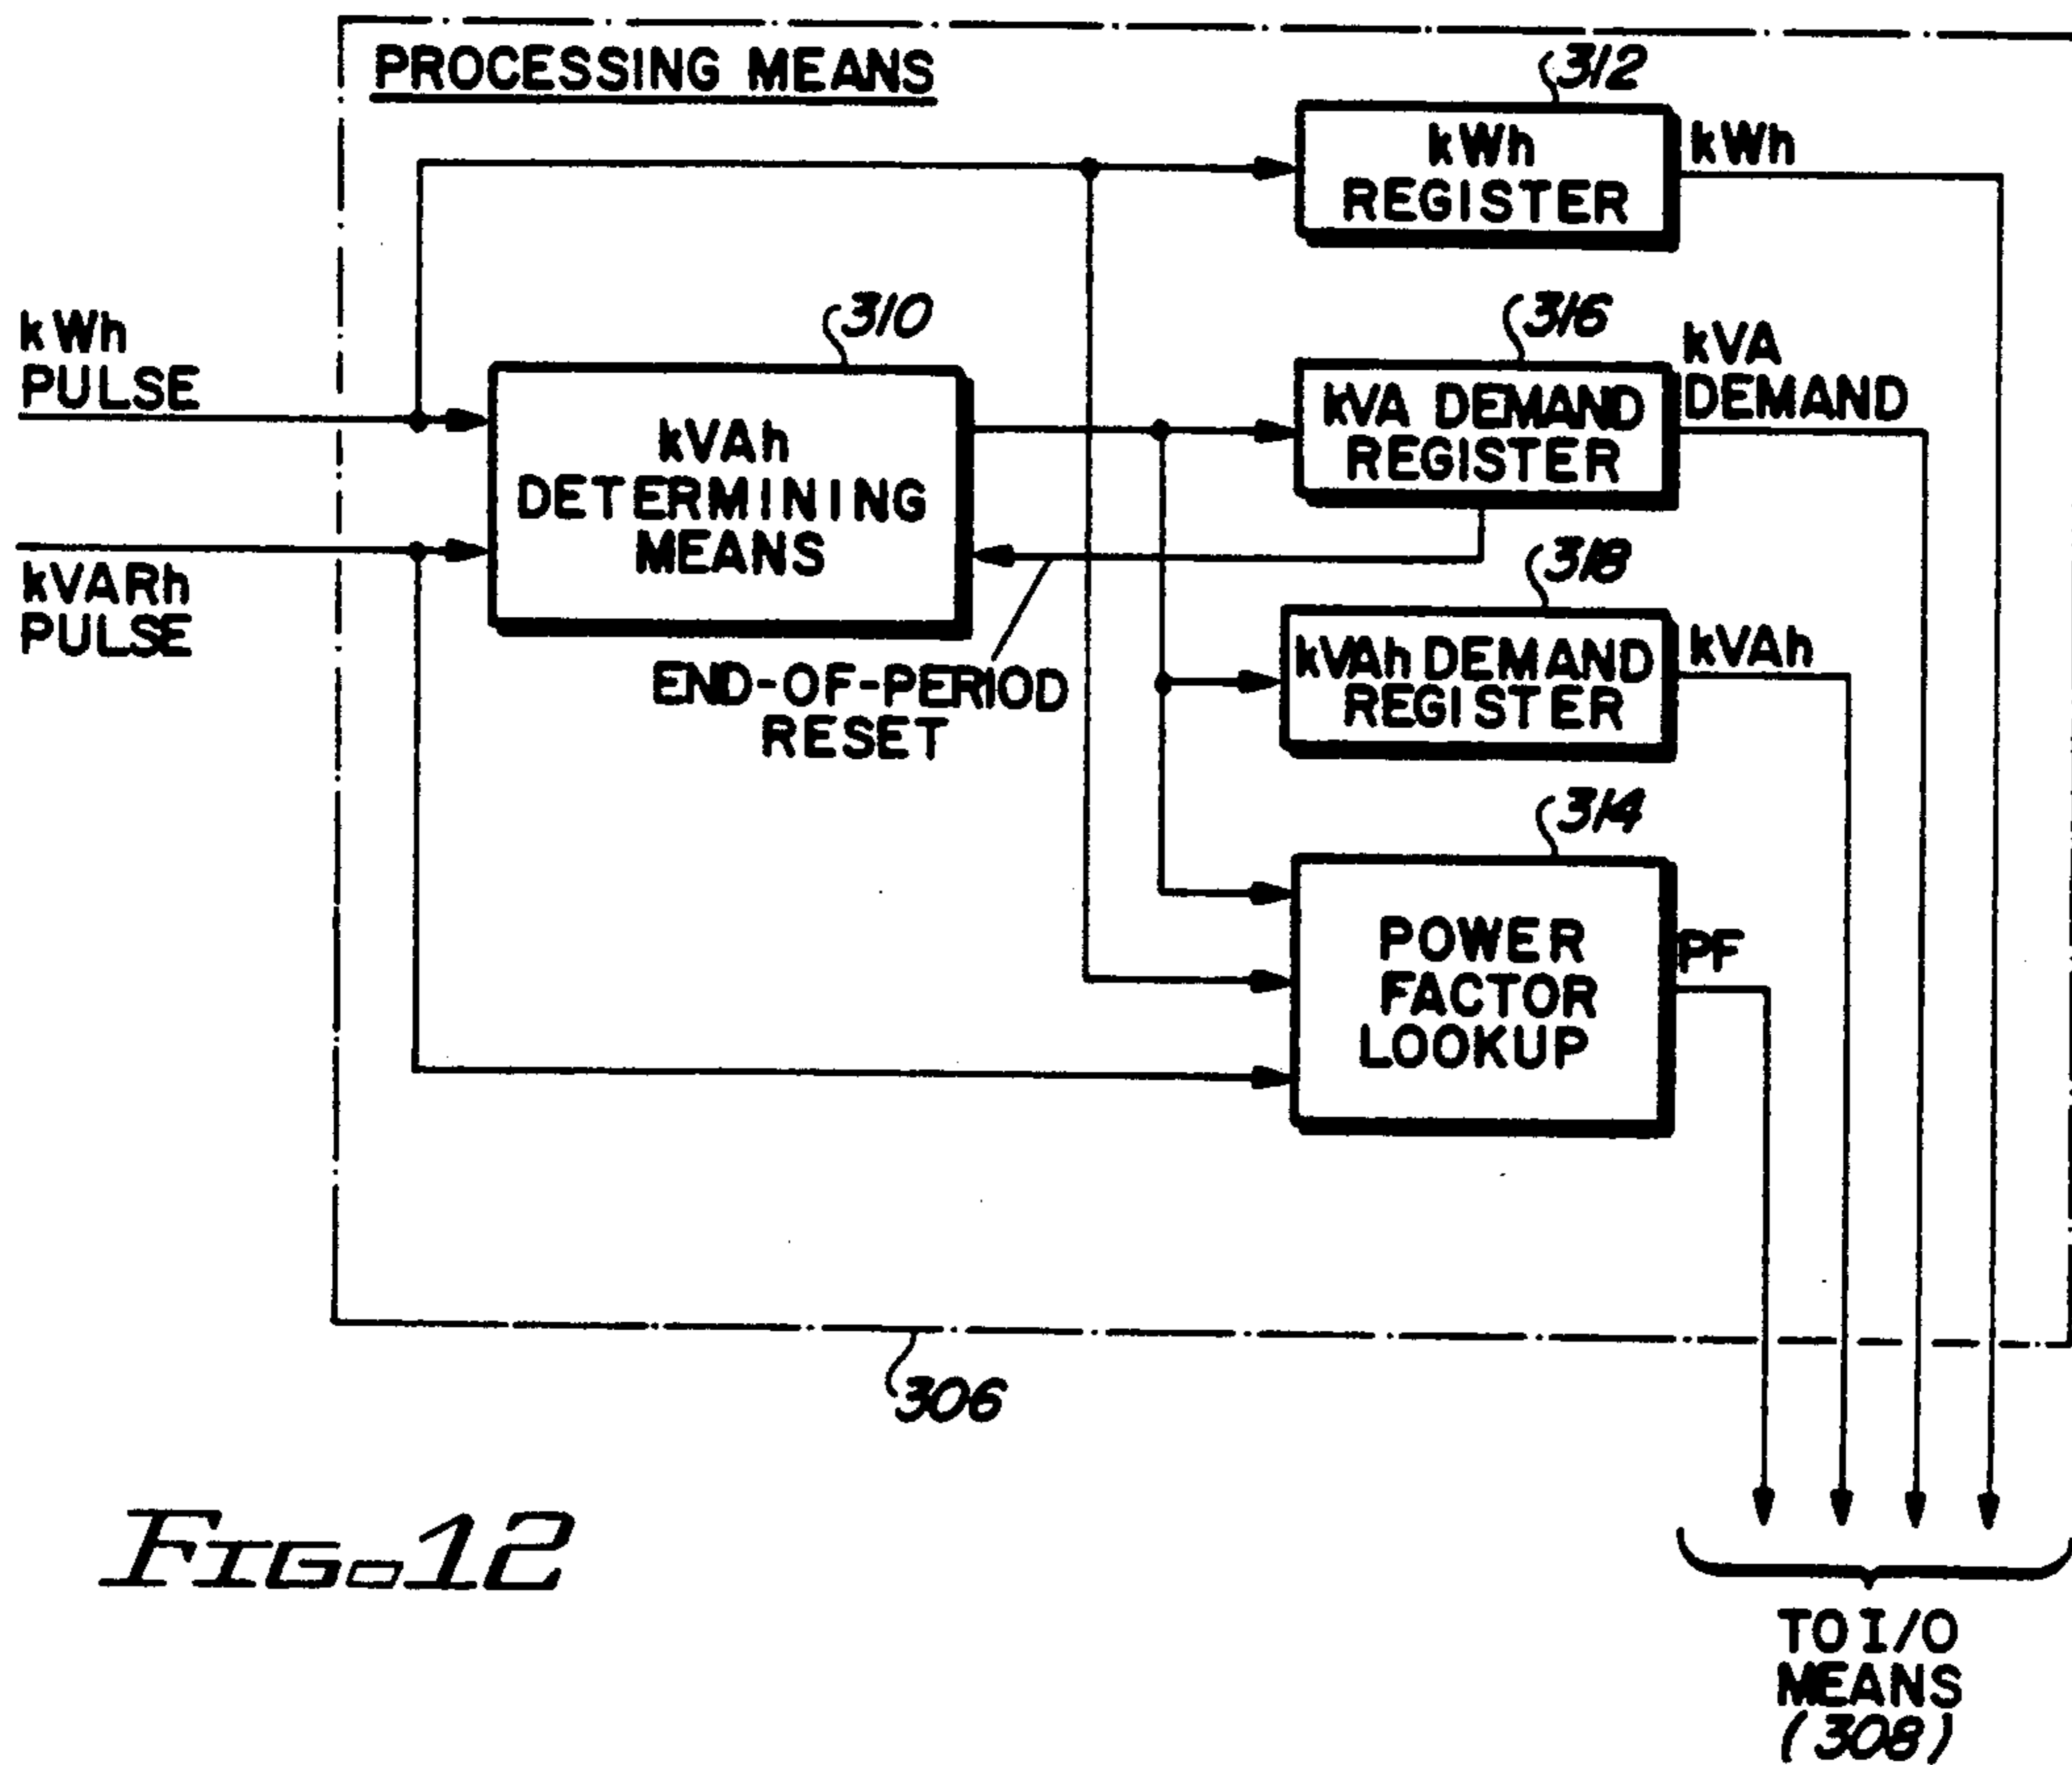 PROCESSING MEANS
312
kWh
REGISTER
kWh
310
316
kWh
PULSE
kVAh
DETERMINING
MEANS
kVA DEMAND
REGISTER
kVA
DEMAND
kVARh
PULSE
END-OF-PERIOD
RESET
318
kVAh DEMAND
REGISTER
kVAh
314
POWER
FACTOR
LOOKUP
PF
306
FIG. 12
TO I/O
MEANS
(308)